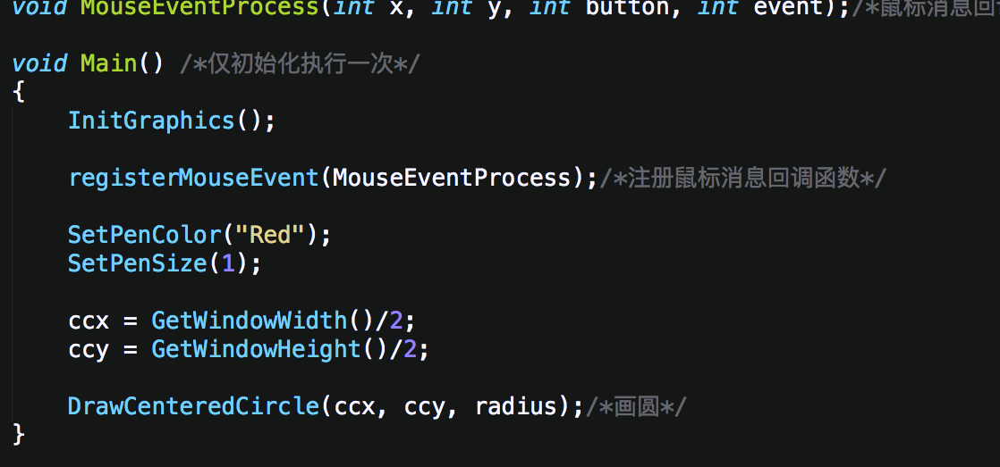 void MouseEventProcess(int x, int y, int button, int event);/*鼠标消息回
void Main() /*仅初始化执行一次*/
{
InitGraphics();
registerMouseEvent(MouseEventProcess);/*注册鼠标消息回调函数*/
SetPenColor("Red");
SetPenSize(1);
ccx = GetWindowWidth()/2;
ccy = GetWindowHeight()/2;
DrawCenteredCircle(ccx, ccy, radius);/*画圆*/
}